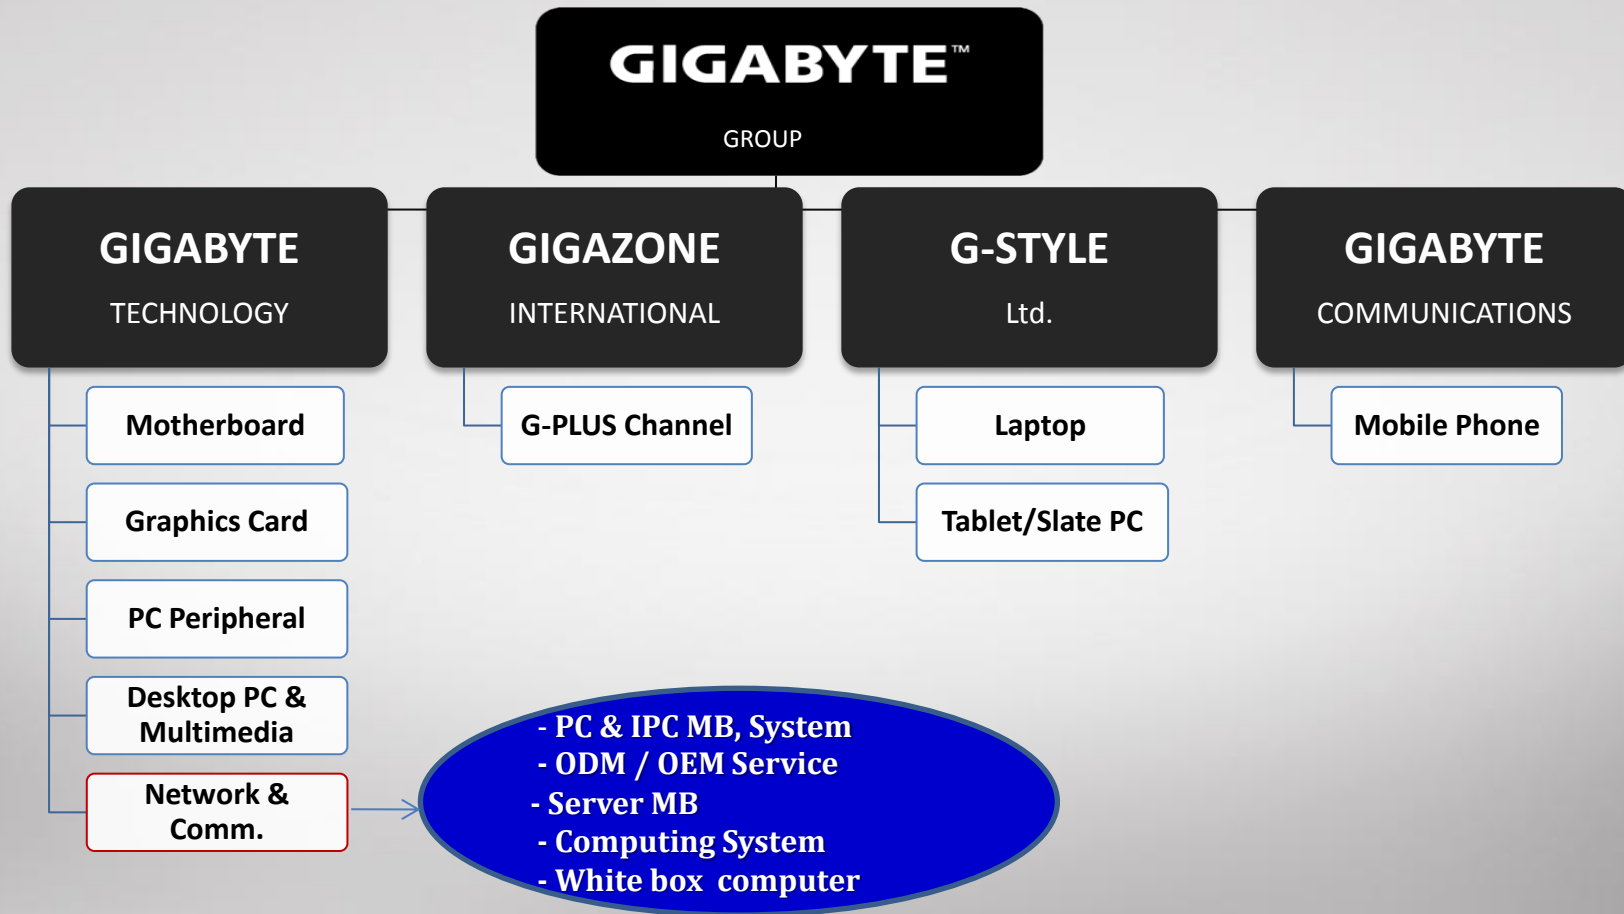 GIGABYTE™
GROUP
GIGABYTE
TECHNOLOGY
Motherboard
Graphics Card
PC Peripheral
Desktop PC &
Multimedia
Network &
Comm.
- PC & IPC MB, System
- ODM / OEM Service
- Server MB
- Computing System
- White box  computer
GIGAZONE
INTERNATIONAL
G-PLUS Channel
G-STYLE
Ltd.
Laptop
Tablet/Slate PC
GIGABYTE
COMMUNICATIONS
Mobile Phone